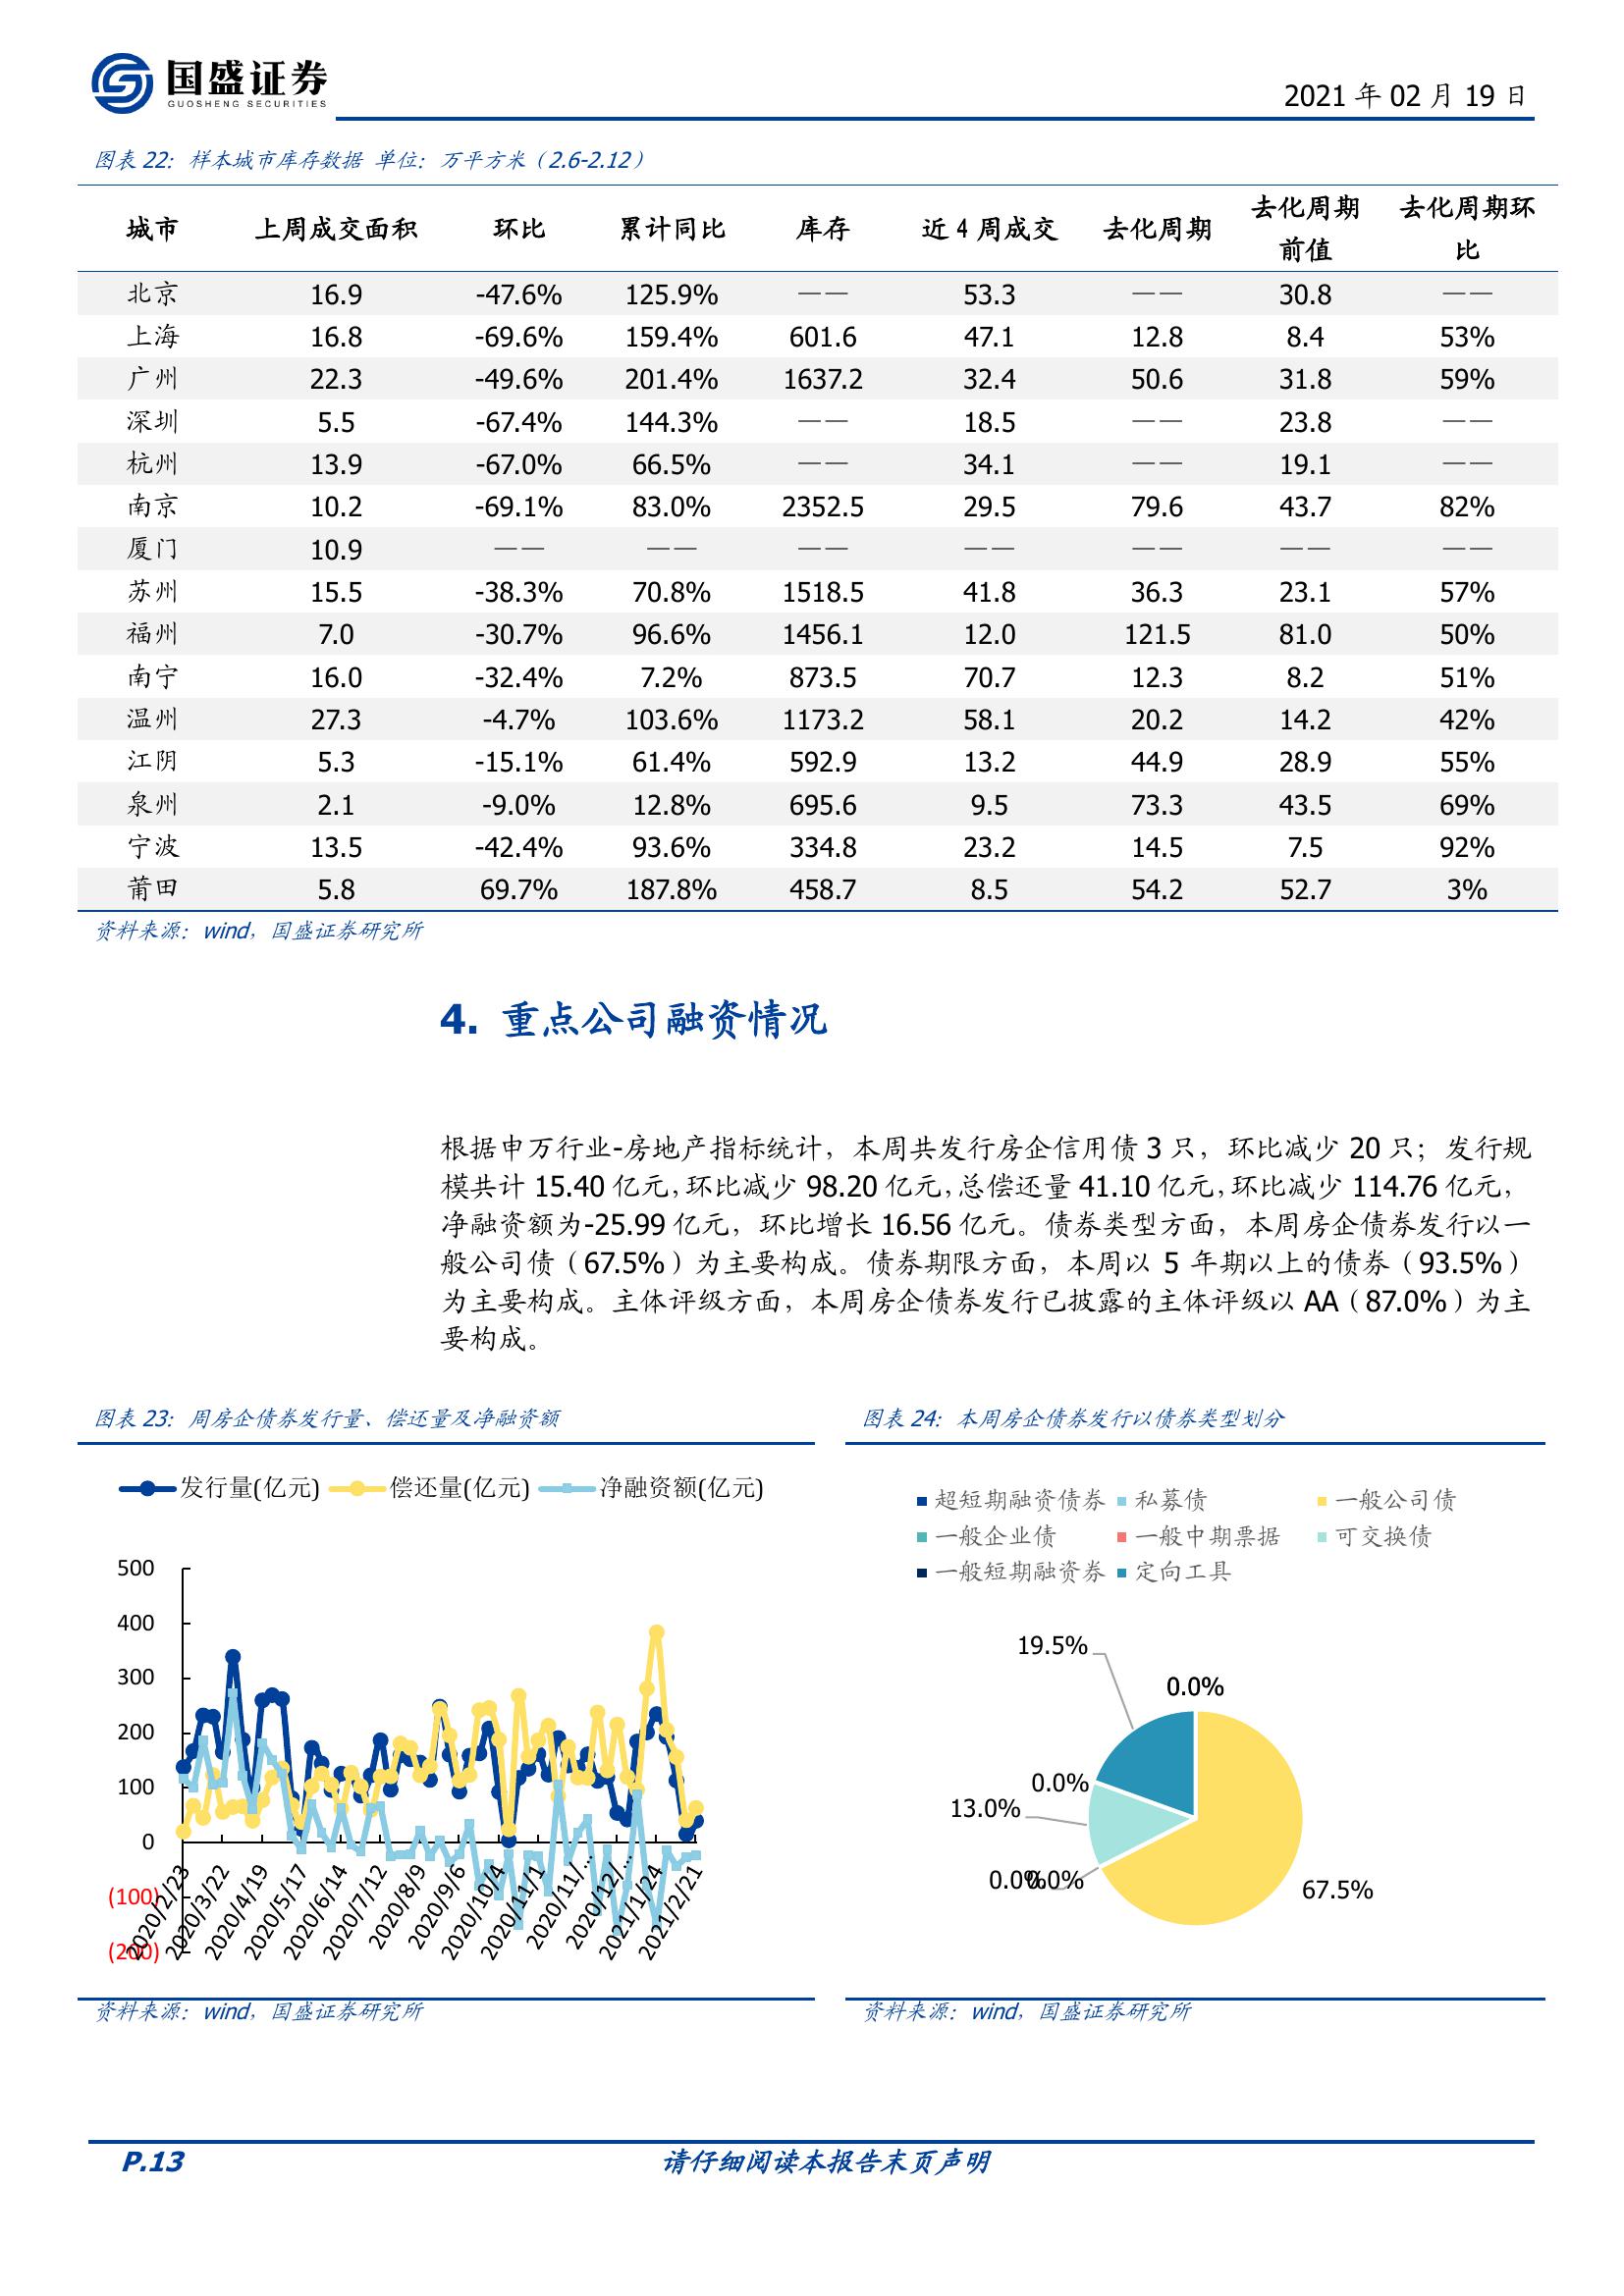 国盛证券
GUOSHENG SECURITIES
2021 年 02 月 19 日
图表 22：样本城市库存数据 单位：万平方米（2.6-2.12）
城市 上周成交面积 环比 累计同比 库存 近 4 周成交 去化周期 去化周期前值 去化周期环比
北京 16.9 -47.6% 125.9% —— 53.3 —— 30.8 ——
上海 16.8 -69.6% 159.4% 601.6 47.1 12.8 8.4 53%
广州 22.3 -49.6% 201.4% 1637.2 32.4 50.6 31.8 59%
深圳 5.5 -67.4% 144.3% —— 18.5 —— 23.8 ——
杭州 13.9 -67.0% 66.5% —— 34.1 —— 19.1 ——
南京 10.2 -69.1% 83.0% 2352.5 29.5 79.6 43.7 82%
厦门 10.9 —— —— —— —— —— —— ——
苏州 15.5 -38.3% 70.8% 1518.5 41.8 36.3 23.1 57%
福州 7.0 -30.7% 96.6% 1456.1 12.0 121.5 81.0 50%
南宁 16.0 -32.4% 7.2% 873.5 70.7 12.3 8.2 51%
温州 27.3 -4.7% 103.6% 1173.2 58.1 20.2 14.2 42%
江阴 5.3 -15.1% 61.4% 592.9 13.2 44.9 28.9 55%
泉州 2.1 -9.0% 12.8% 695.6 9.5 73.3 43.5 69%
宁波 13.5 -42.4% 93.6% 334.8 23.2 14.5 7.5 92%
莆田 5.8 69.7% 187.8% 458.7 8.5 54.2 52.7 3%
资料来源：wind，国盛证券研究所
4. 重点公司融资情况
根据申万行业-房地产指标统计，本周共发行房企信用债 3 只，环比减少 20 只；发行规
模共计 15.40 亿元，环比减少 98.20 亿元，总偿还量 41.10 亿元，环比减少 114.76 亿元，
净融资额为-25.99 亿元，环比增长 16.56 亿元。债券类型方面，本周房企债券发行以一
般公司债（67.5%）为主要构成。债券期限方面，本周以 5 年期以上的债券（93.5%）
为主要构成。主体评级方面，本周房企债券发行已披露的主体评级以 AA（87.0%）为主
要构成。
图表 23：周房企债券发行量、偿还量及净融资额
发行量(亿元) 偿还量(亿元) 净融资额(亿元)
500
400
300
200
100
0
(100)
(200)
2020/2/23 2020/3/22 2020/4/19 2020/5/17 2020/6/14 2020/7/12 2020/8/9 2020/9/6 2020/10/4 2020/11/1 2020/11/… 2020/12/… 2021/1/24 2021/2/21
资料来源：wind，国盛证券研究所
图表 24：本周房企债券发行以债券类型划分
超短期融资债券 私募债 一般公司债
一般企业债 一般中期票据 可交换债
一般短期融资券 定向工具
19.5%
0.0%
0.0%
13.0%
0.0% 0.0%
67.5%
资料来源：wind，国盛证券研究所
P.13 请仔细阅读本报告末页声明